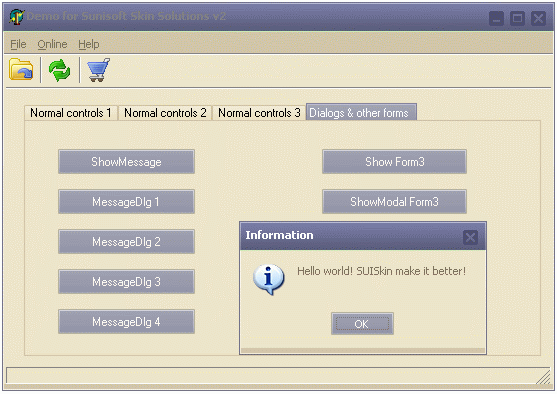 Demo for Sunisoft Skin Solutions v2
File Online Help
Normal controls 1 Normal controls 2 Normal controls 3 Dialogs & other forms
ShowMessage Show Form3
MessageDlg 1 ShowModal Form3
MessageDlg 2
MessageDlg 3
MessageDlg 4
Information
Hello world! SUISkin make it better!
OK